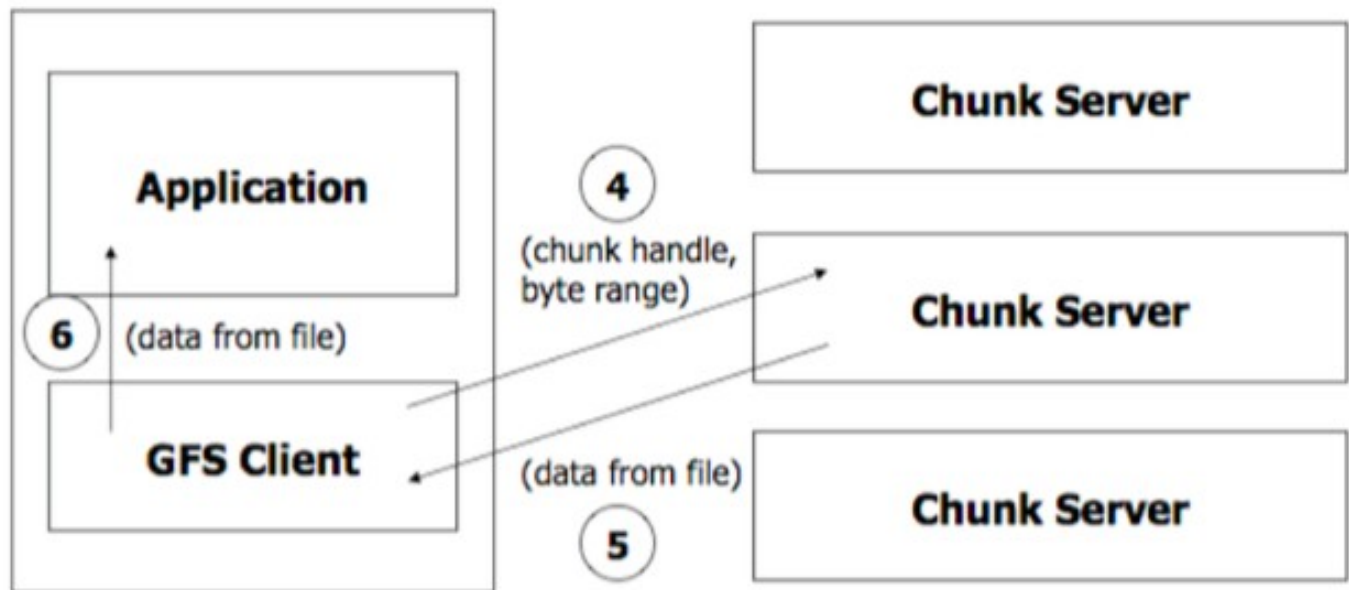 Chunk Server
Application
4
(chunk handle,
byte range)
Chunk Server
6
(data from file)
GFS Client
(data from file)
5
Chunk Server